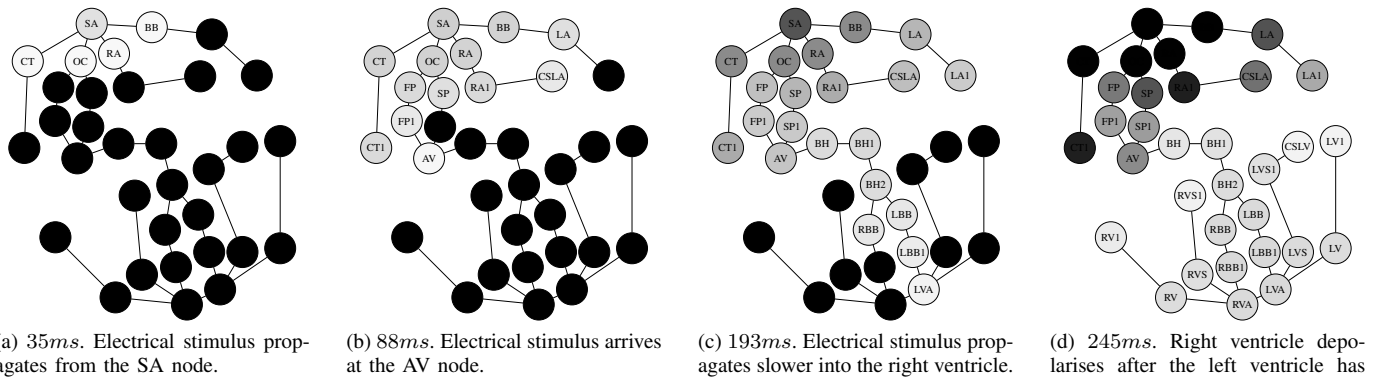 SA
BB
CT
OC
RA
SA
BB
LA
CT
OC
RA
FP
SP
RA1
CSLA
FP1
CT1
AV
SA
BB
LA
CT
OC
RA
LA1
FP
SP
RA1
CSLA
FP1
SP1
CT1
AV
BH
BH1
BH2
LBB
RBB
LBB1
LVA
LA
FP
SP
RA1
CSLA
LA1
FP1
SP1
CT1
AV
BH
BH1
CSLV
LV1
LVS1
RVS1
BH2
LBB
RBB
RV1
LBB1
LVS
LV
RVS
RBB1
RV
RVA
LVA
(a) 35ms. Electrical stimulus prop-
agates from the SA node.
(b) 88ms. Electrical stimulus arrives
at the AV node.
(c) 193ms. Electrical stimulus prop-
agates slower into the right ventricle.
(d) 245ms. Right ventricle depo-
larises after the left ventricle has